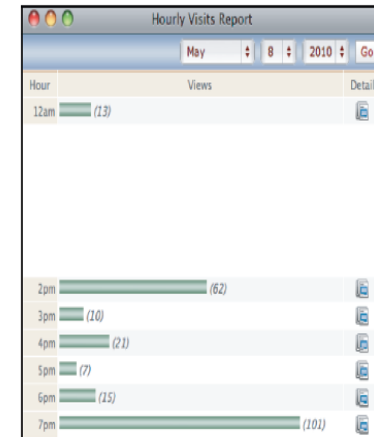 Hourly Visits Report
May 8 2010 Go
Hour Views Detail
12am (13)
2pm (62)
3pm (10)
4pm (21)
5pm (7)
6pm (15)
7pm (101)